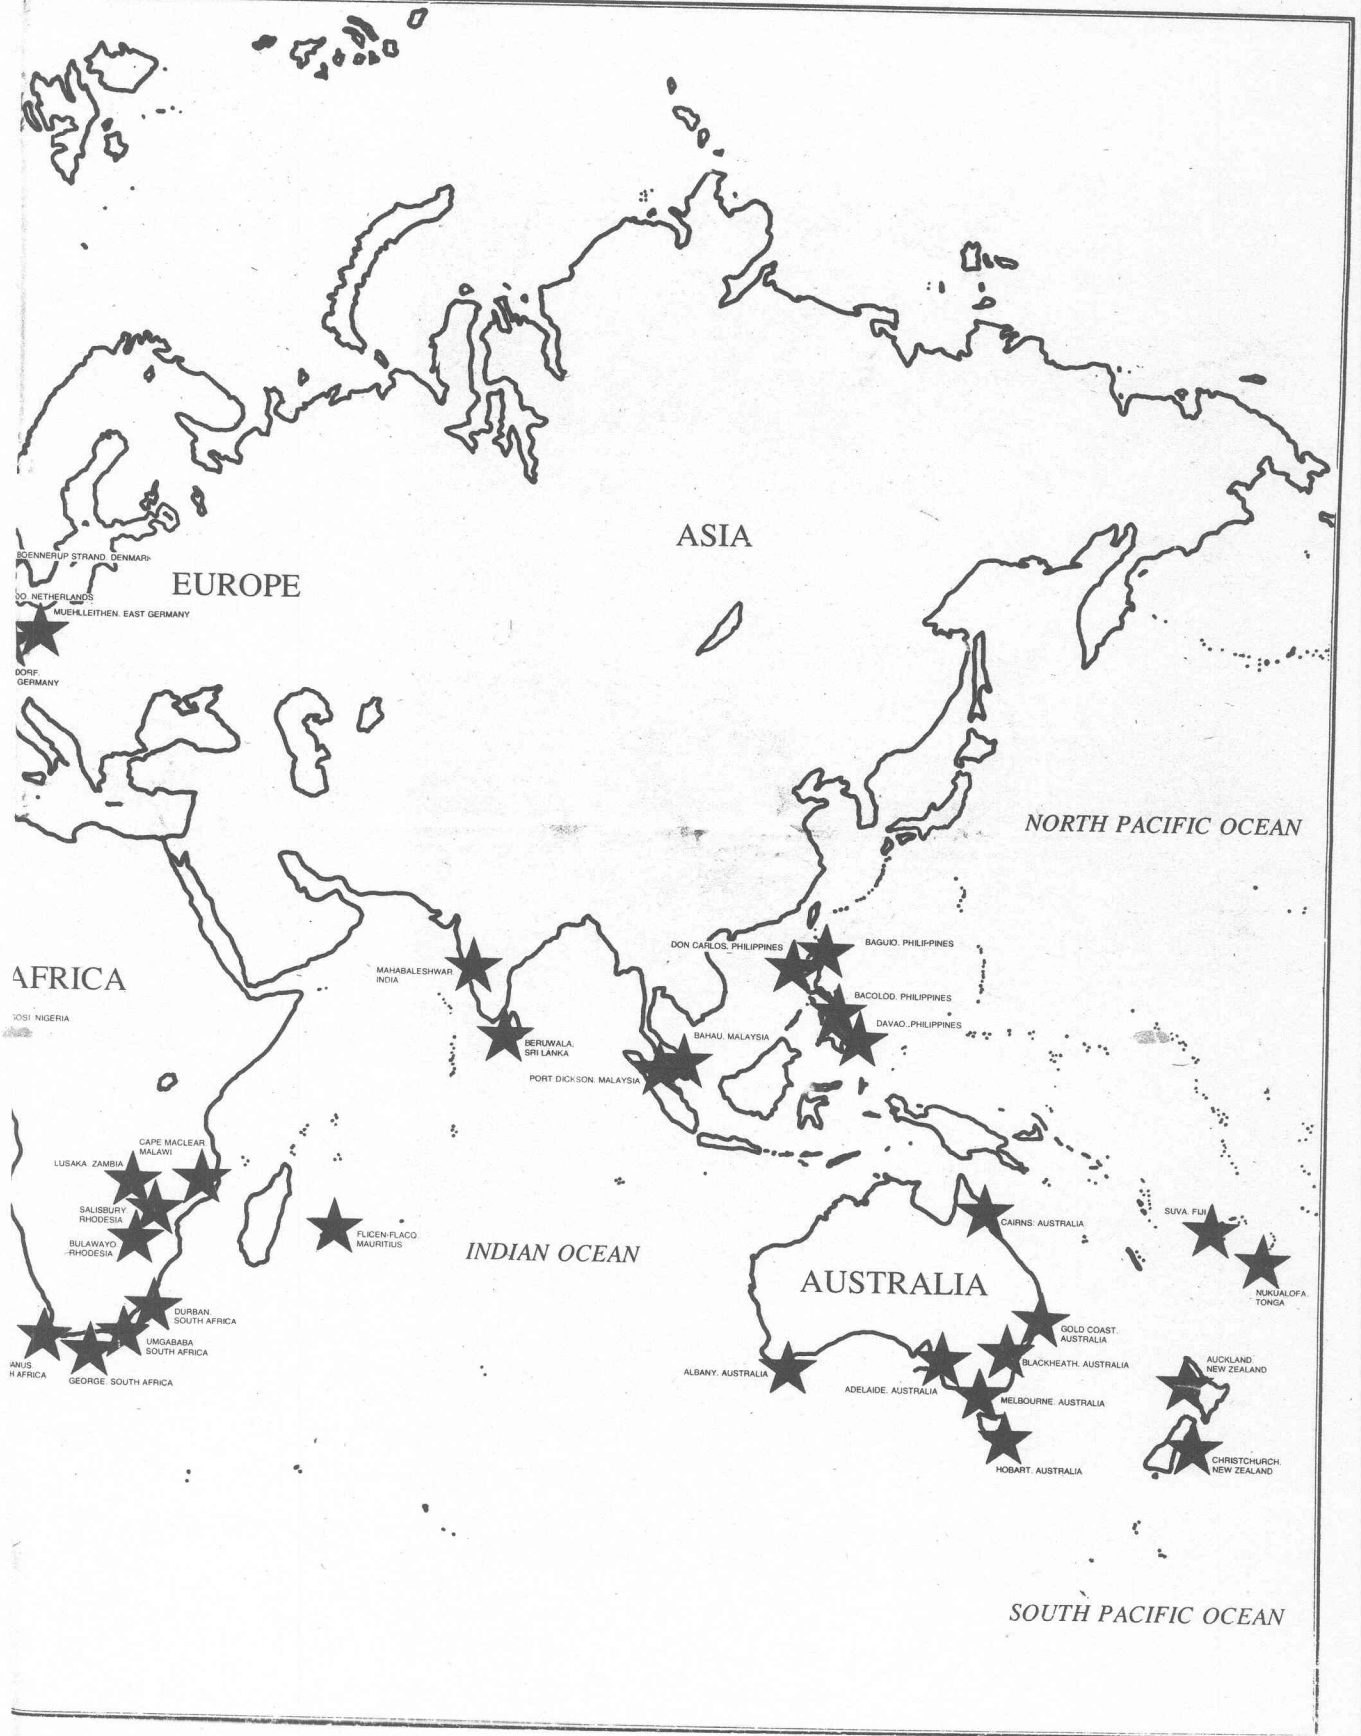 ASIA
BOENNERUP STRAND. DENMARK
EUROPE
NETHERLANDS
MUEHLLEITHEN. EAST GERMANY
DORF.
GERMANY
NORTH PACIFIC OCEAN
DON CARLOS. PHILIPPINES
BAGUIO. PHILIPPINES
MAHABALESHWAR
INDIA
AFRICA
BACOLOD. PHILIPPINES
NIGERIA
DAVAO. PHILIPPINES
BERUWALA.
SRI LANKA
BAHAU. MALAYSIA
PORT DICKSON. MALAYSIA
CAPE MACLEAR.
MALAWI
LUSAKA. ZAMBIA
SALISBURY
RHODESIA
BULAWAYO.
RHODESIA
FLICEN-FLACQ.
MAURITIUS
INDIAN OCEAN
CAIRNS. AUSTRALIA
SUVA. FIJI
AUSTRALIA
NUKUALOFA.
TONGA
DURBAN.
SOUTH AFRICA
UMGABABA
SOUTH AFRICA
ANUS.
H AFRICA
GEORGE. SOUTH AFRICA
GOLD COAST.
AUSTRALIA
BLACKHEATH. AUSTRALIA
ALBANY. AUSTRALIA
ADELAIDE. AUSTRALIA
MELBOURNE. AUSTRALIA
AUCKLAND.
NEW ZEALAND
HOBART. AUSTRALIA
CHRISTCHURCH.
NEW ZEALAND
SOUTH PACIFIC OCEAN